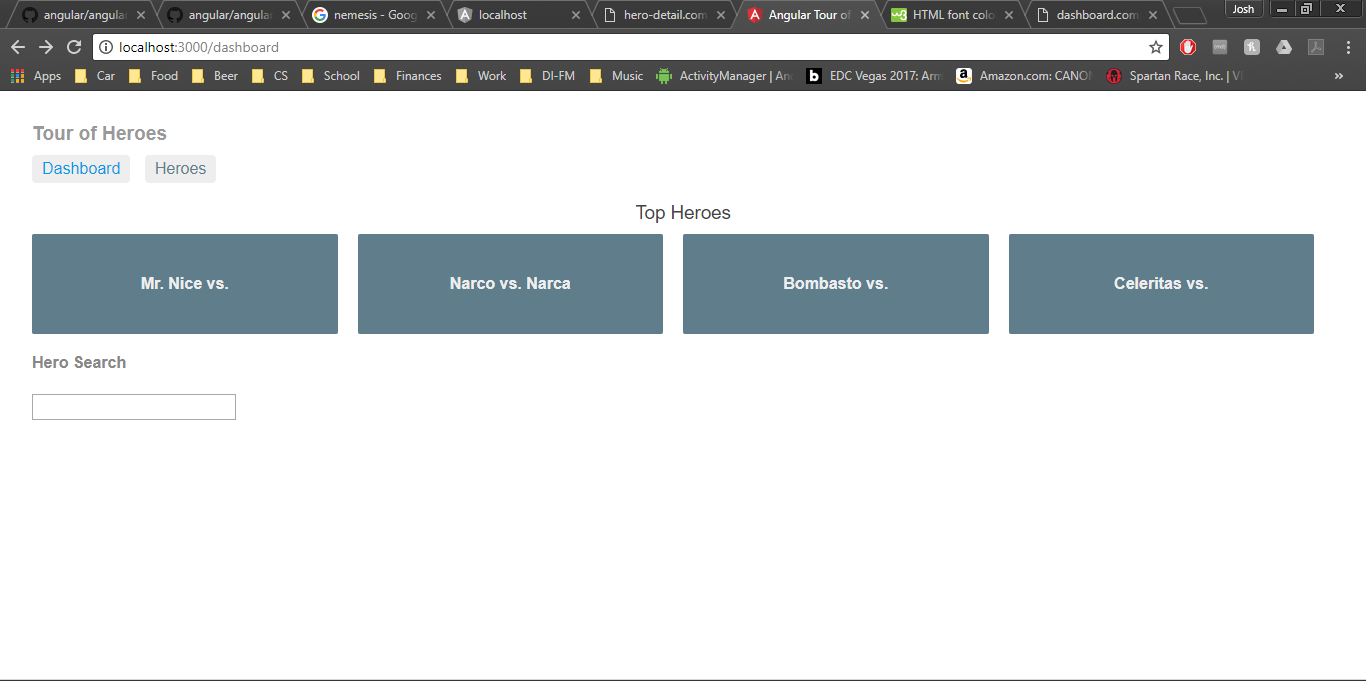 angular/angular angular/angular nemesis - Goog localhost hero-detail.com Angular Tour of HTML font colo dashboard.com Josh
localhost:3000/dashboard
Apps Car Food Beer CS School Finances Work DI-FM Music ActivityManager | An EDC Vegas 2017: Arm Amazon.com: CANON Spartan Race, Inc. | Vi »
Tour of Heroes
Dashboard Heroes
Top Heroes
Mr. Nice vs. Narco vs. Narca Bombasto vs. Celeritas vs.
Hero Search